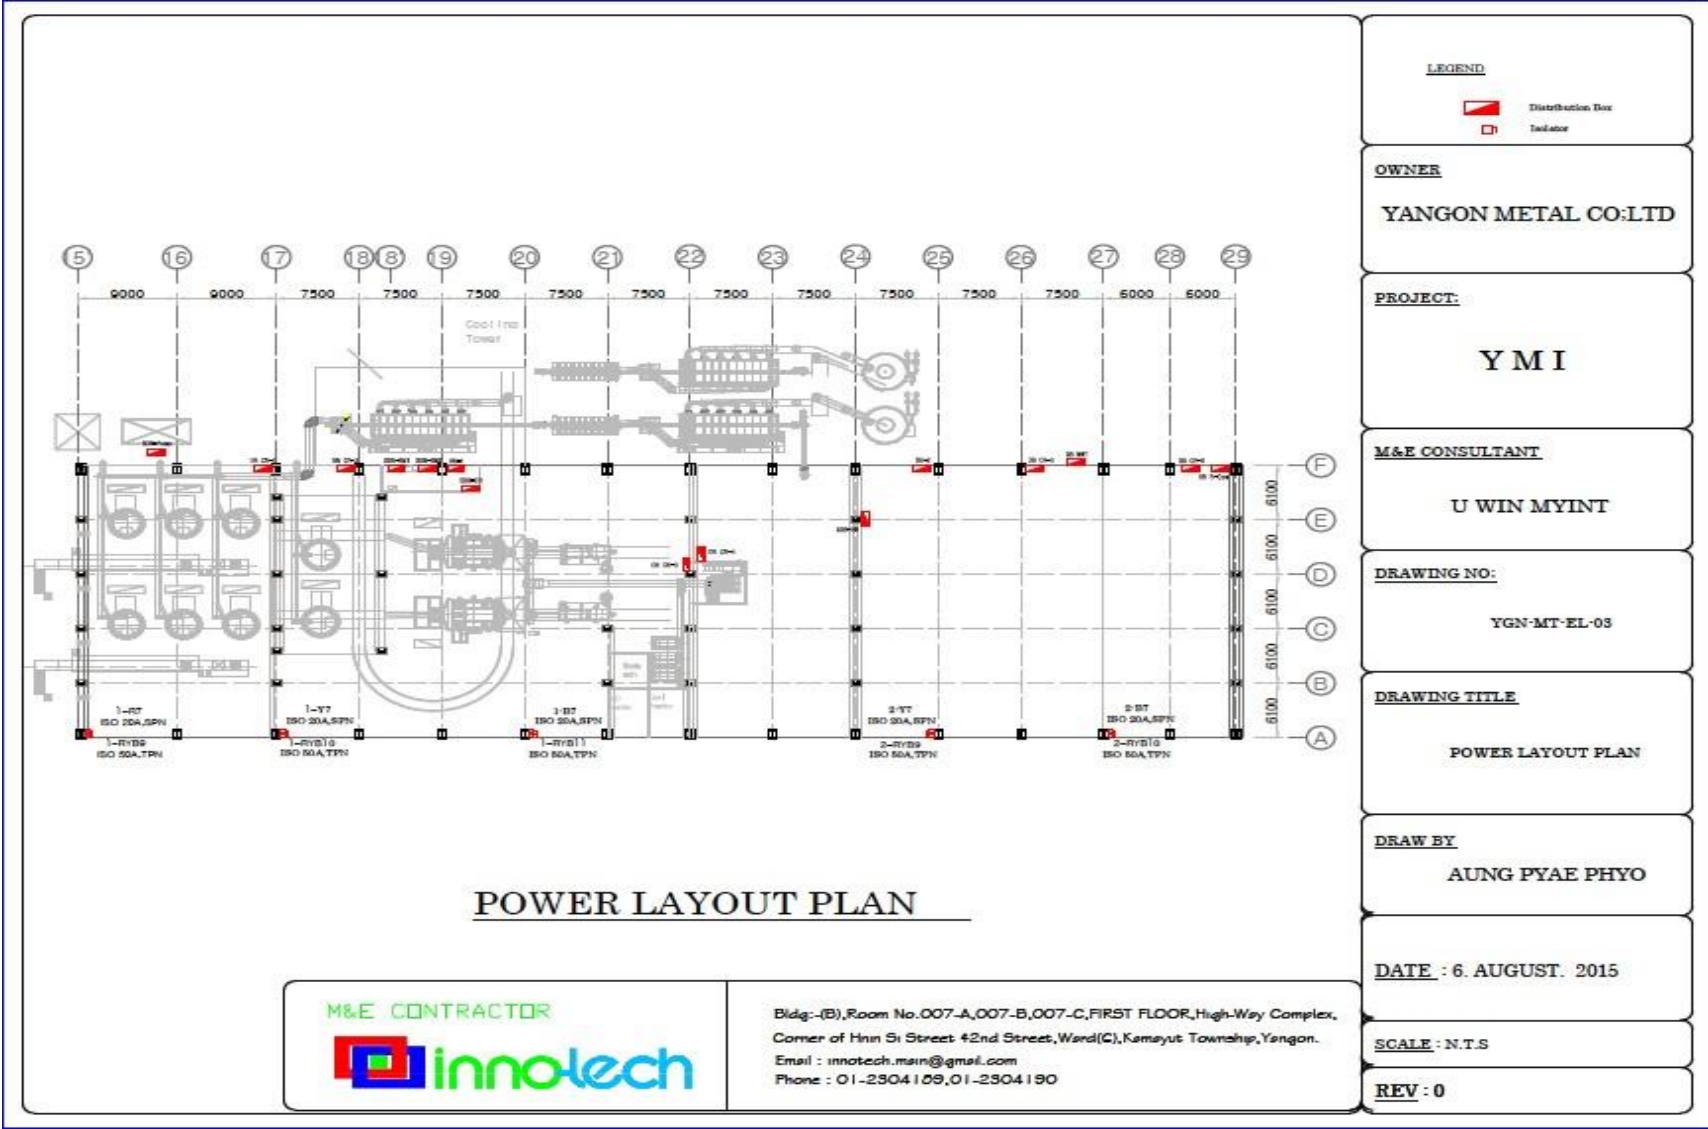 LEGEND
Distribution Box
Isolator
OWNER
YANGON METAL CO;LTD
PROJECT:
Y M I
M&E CONSULTANT
U WIN MYINT
DRAWING NO:
YGN-MT-EL-03
DRAWING TITLE
POWER LAYOUT PLAN
DRAW BY
AUNG PYAE PHYO
DATE : 6. AUGUST. 2015
SCALE : N.T.S
REV : 0
15 16 17 18 18' 19 20 21 22 23 24 25 26 27 28 29
9000 9000 7500 7500 7500 7500 7500 7500 7500 7500 7500 7500 6000 6000
Cooling
Tower
F
6100
E
6100
D
6100
C
6100
B
6100
A
1-R7
ISO 20A,SPN
1-RYB9
ISO 50A,TPN
1-Y7
ISO 20A,SPN
1-RYB10
ISO 50A,TPN
1-B7
ISO 20A,SPN
1-RYB11
ISO 50A,TPN
2-Y7
ISO 20A,SPN
2-RYB9
ISO 50A,TPN
2-B7
ISO 20A,SPN
2-RYB10
ISO 50A,TPN
POWER LAYOUT PLAN
M&E CONTRACTOR
innotech
Bldg:-(B),Room No.007-A,007-B,007-C,FIRST FLOOR,High-Way Complex,
Corner of Hnin Si Street 42nd Street,Ward(C),Kamayut Township,Yangon.
Email : innotech.main@gmail.com
Phone : 01-2304189,01-2304190